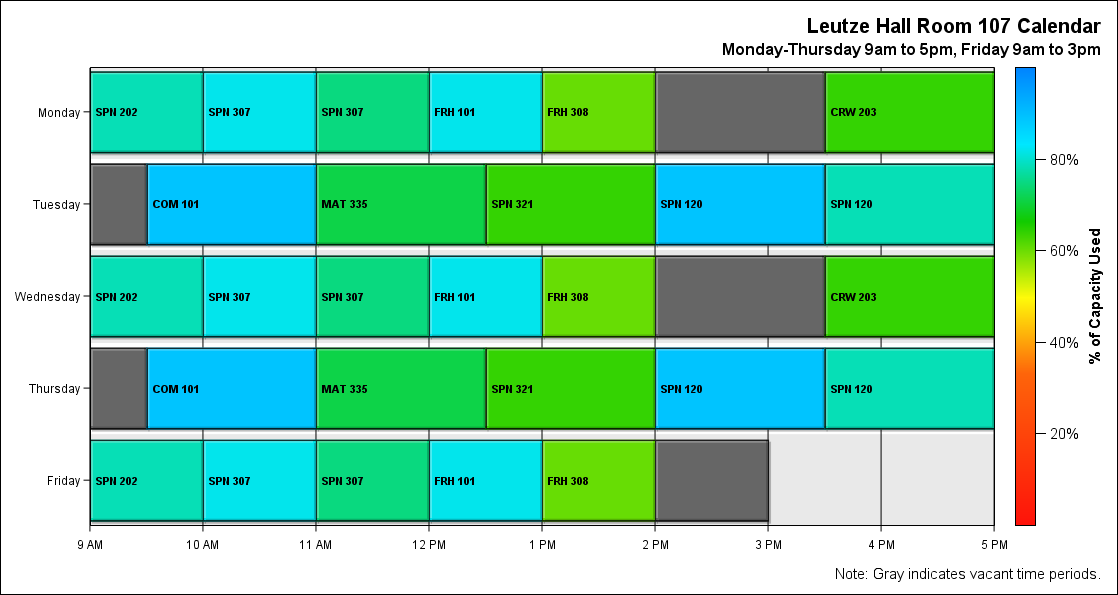 Leutze Hall Room 107 Calendar
Monday-Thursday 9am to 5pm, Friday 9am to 3pm
Monday
SPN 202 SPN 307 SPN 307 FRH 101 FRH 308 CRW 203
Tuesday
COM 101 MAT 335 SPN 321 SPN 120 SPN 120
Wednesday
SPN 202 SPN 307 SPN 307 FRH 101 FRH 308 CRW 203
Thursday
COM 101 MAT 335 SPN 321 SPN 120 SPN 120
Friday
SPN 202 SPN 307 SPN 307 FRH 101 FRH 308
9 AM 10 AM 11 AM 12 PM 1 PM 2 PM 3 PM 4 PM 5 PM
80%
60%
40%
20%
% of Capacity Used
Note: Gray indicates vacant time periods.